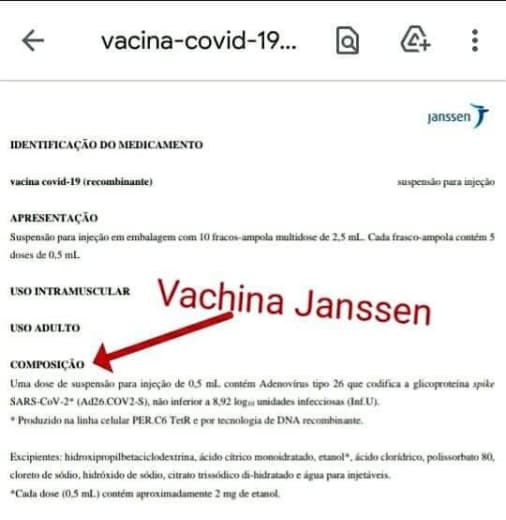 vacina-covid-19...
janssen
IDENTIFICAÇÃO DO MEDICAMENTO
vacina covid-19 (recombinante) suspensão para injeção
APRESENTAÇÃO
Suspensão para injeção em embalagem com 10 fracos-ampola multidose de 2,5 mL. Cada frasco-ampola contém 5
doses de 0,5 mL.
USO INTRAMUSCULAR
Vachina Janssen
USO ADULTO
COMPOSIÇÃO
Uma dose de suspensão para injeção de 0,5 mL contém Adenovírus tipo 26 que codifica a glicoproteína spike
SARS-CoV-2* (Ad26.COV2-S), não inferior a 8,92 log₁₀ unidades infecciosas (Inf.U).
* Produzido na linha celular PER.C6 TetR e por tecnologia de DNA recombinante.
Excipientes: hidroxipropilbetaciclodextrina, ácido cítrico monoidratado, etanol*, ácido clorídrico, polissorbato 80,
cloreto de sódio, hidróxido de sódio, citrato trissódico di-hidratado e água para injetáveis.
*Cada dose (0,5 mL) contém aproximadamente 2 mg de etanol.